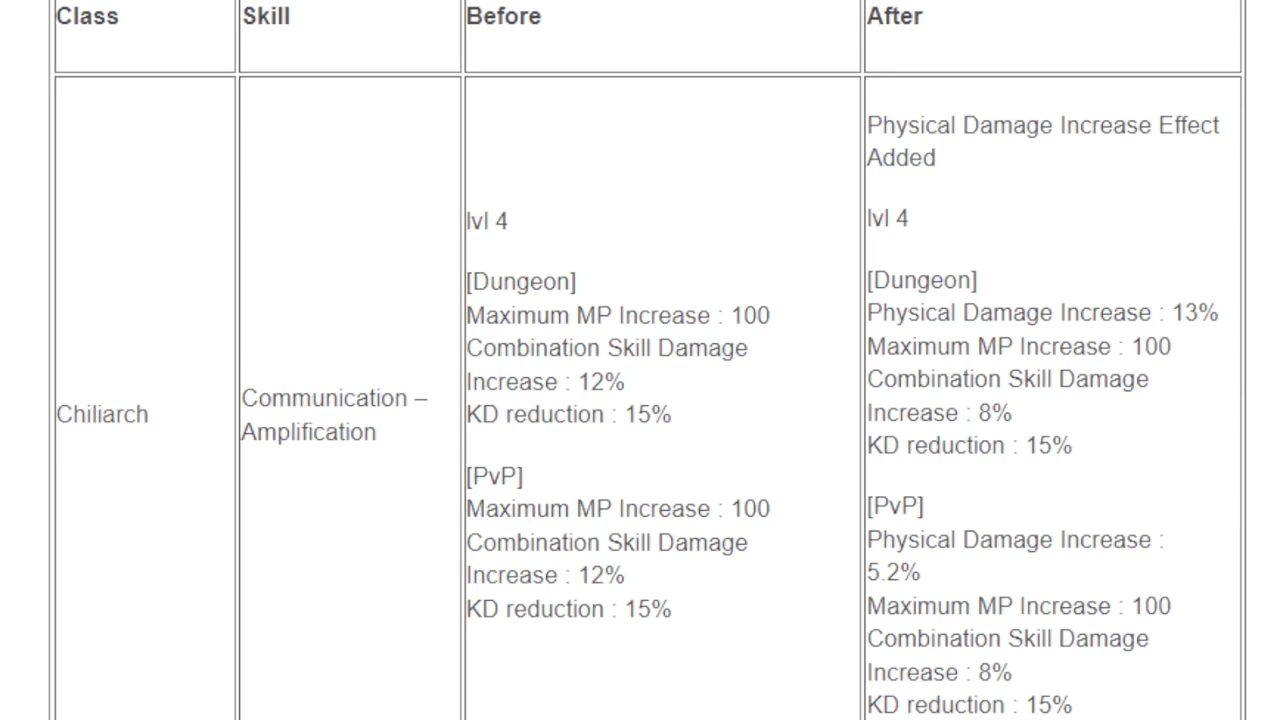 Class Skill Before After
Chiliarch
Communication –
Amplification
lvl 4
[Dungeon]
Maximum MP Increase : 100
Combination Skill Damage
Increase : 12%
KD reduction : 15%
[PvP]
Maximum MP Increase : 100
Combination Skill Damage
Increase : 12%
KD reduction : 15%
Physical Damage Increase Effect
Added
lvl 4
[Dungeon]
Physical Damage Increase : 13%
Maximum MP Increase : 100
Combination Skill Damage
Increase : 8%
KD reduction : 15%
[PvP]
Physical Damage Increase :
5.2%
Maximum MP Increase : 100
Combination Skill Damage
Increase : 8%
KD reduction : 15%